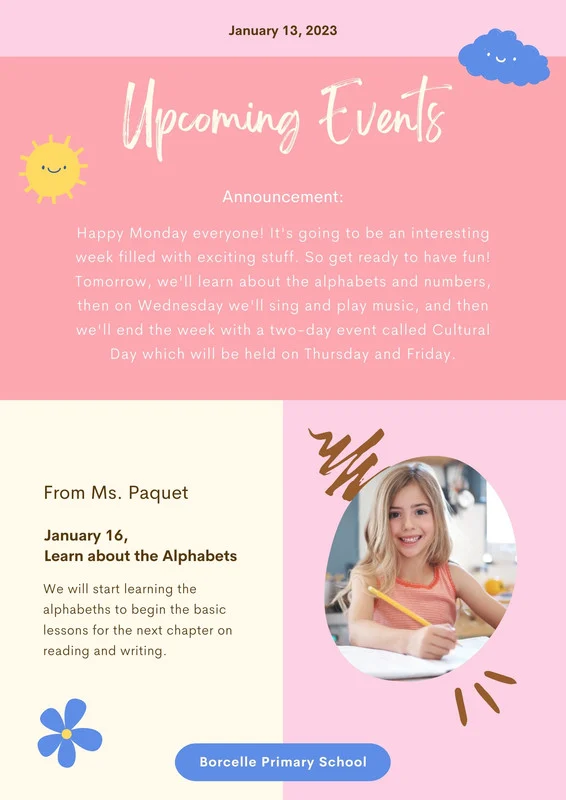 January 13, 2023
Upcoming Events
Announcement:
Happy Monday everyone! It's going to be an interesting
week filled with exciting stuff. So get ready to have fun!
Tomorrow, we'll learn about the alphabets and numbers,
then on Wednesday we'll sing and play music, and then
we'll end the week with a two-day event called Cultural
Day which will be held on Thursday and Friday.
From Ms. Paquet
January 16,
Learn about the Alphabets
We will start learning the
alphabeths to begin the basic
lessons for the next chapter on
reading and writing.
Borcelle Primary School